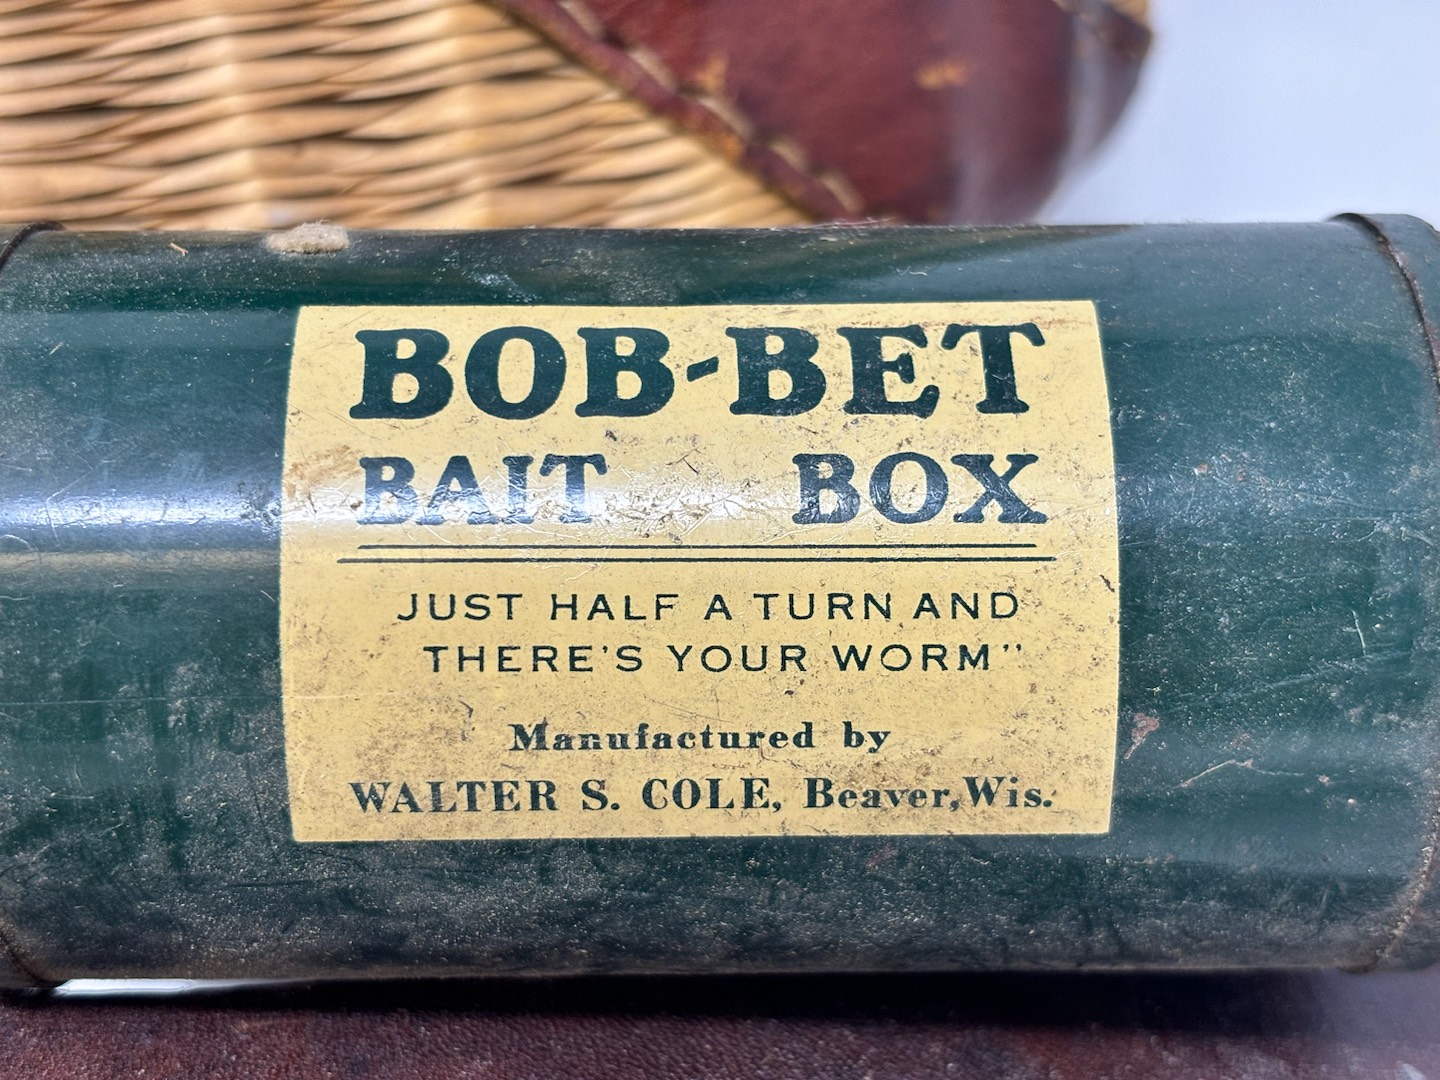 BOB-BET
BAIT BOX
JUST HALF A TURN AND
THERE'S YOUR WORM"
Manufactured by
WALTER S. COLE, Beaver, Wis.